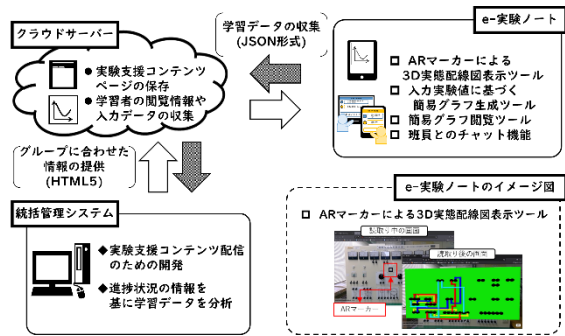 クラウドサーバー
●実験支援コンテンツ
ページの保存
●学習者の閲覧情報や
入力データの収集
学習データの収集
(JSON形式)
e-実験ノート
□ ARマーカーによる
3D実態配線図表示ツール
□ 入力実験値に基づく
簡易グラフ生成ツール
□ 簡易グラフ閲覧ツール
□ 班員とのチャット機能
グループに合わせた
情報の提供
(HTML5)
統括管理システム
◆実験支援コンテンツ配信
のための開発
◆進捗状況の情報を
基に学習データを分析
e-実験ノートのイメージ図
□ ARマーカーによる3D実態配線図表示ツール
読取り中の画面
読取り後の画面
ARマーカー